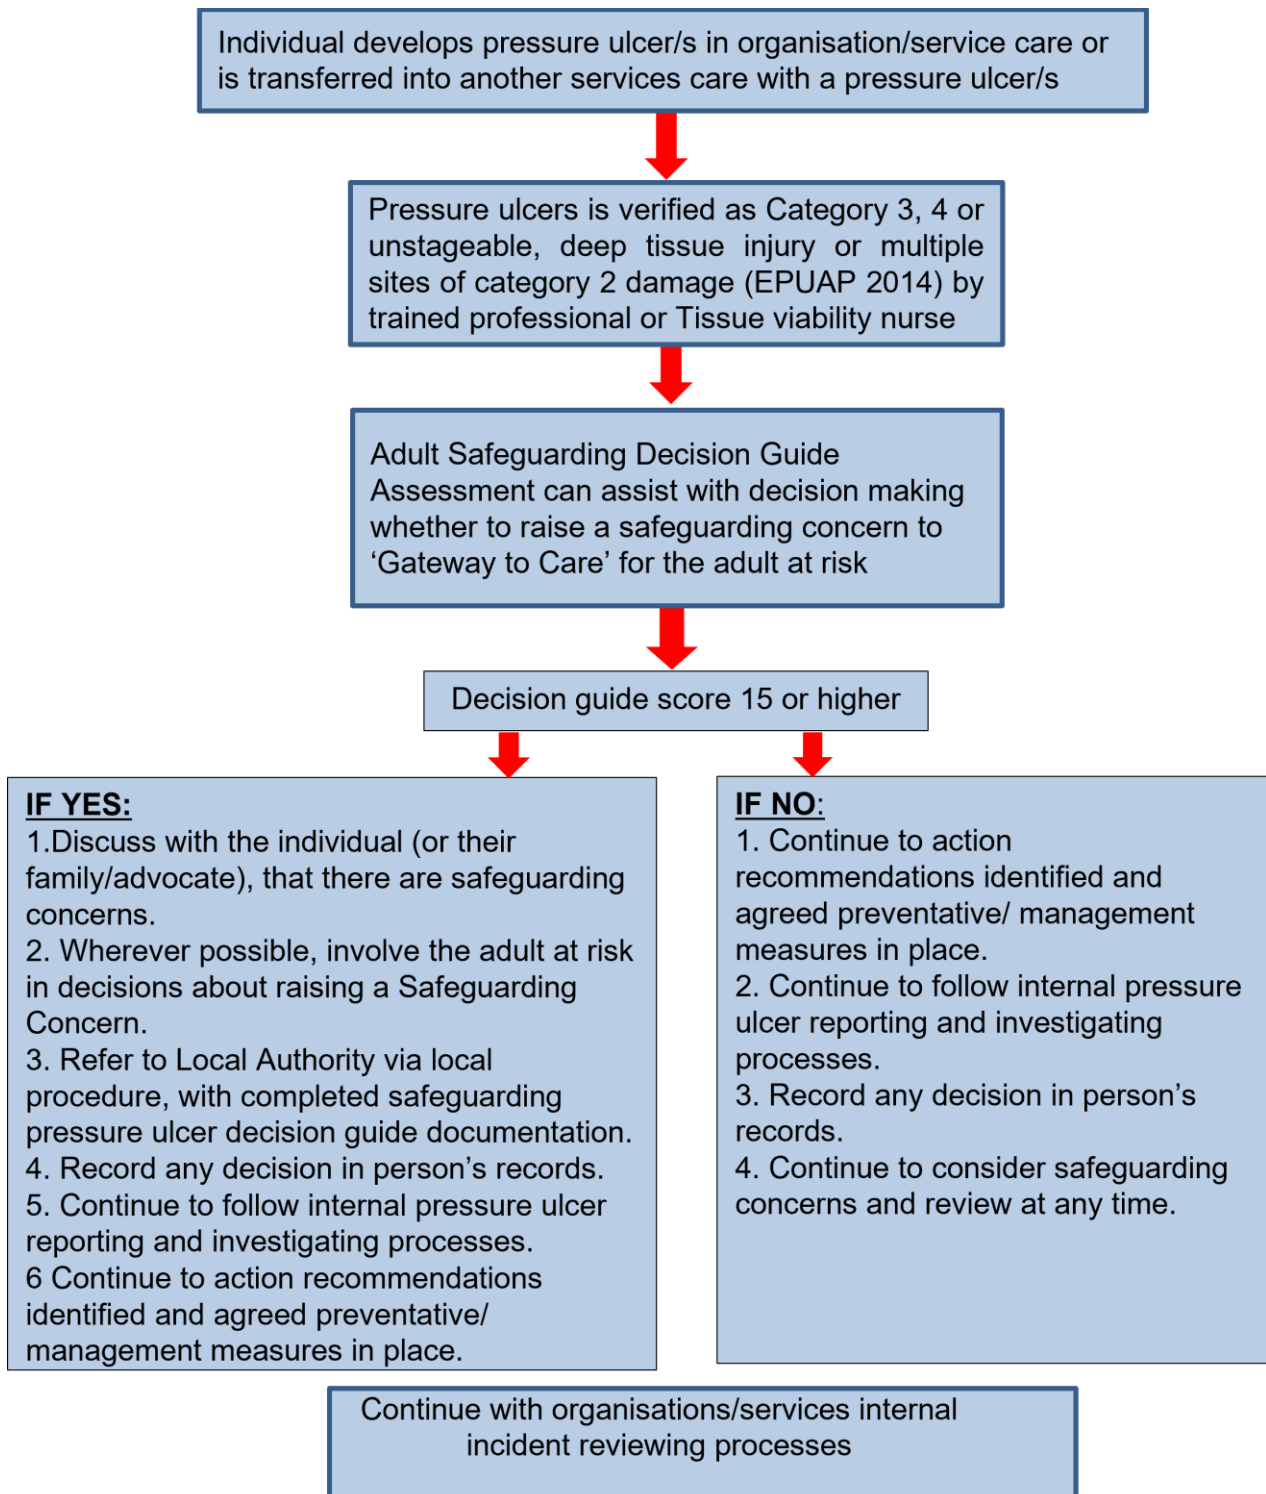 Individual develops pressure ulcer/s in organisation/service care or
is transferred into another services care with a pressure ulcer/s
Pressure ulcers is verified as Category 3, 4 or
unstageable, deep tissue injury or multiple
sites of category 2 damage (EPUAP 2014) by
trained professional or Tissue viability nurse
Adult Safeguarding Decision Guide
Assessment can assist with decision making
whether to raise a safeguarding concern to
‘Gateway to Care’ for the adult at risk
Decision guide score 15 or higher
IF YES:
1.Discuss with the individual (or their
family/advocate), that there are safeguarding
concerns.
2. Wherever possible, involve the adult at risk
in decisions about raising a Safeguarding
Concern.
3. Refer to Local Authority via local
procedure, with completed safeguarding
pressure ulcer decision guide documentation.
4. Record any decision in person’s records.
5. Continue to follow internal pressure ulcer
reporting and investigating processes.
6 Continue to action recommendations
identified and agreed preventative/
management measures in place.
IF NO:
1. Continue to action
recommendations identified and
agreed preventative/ management
measures in place.
2. Continue to follow internal pressure
ulcer reporting and investigating
processes.
3. Record any decision in person’s
records.
4. Continue to consider safeguarding
concerns and review at any time.
Continue with organisations/services internal
incident reviewing processes